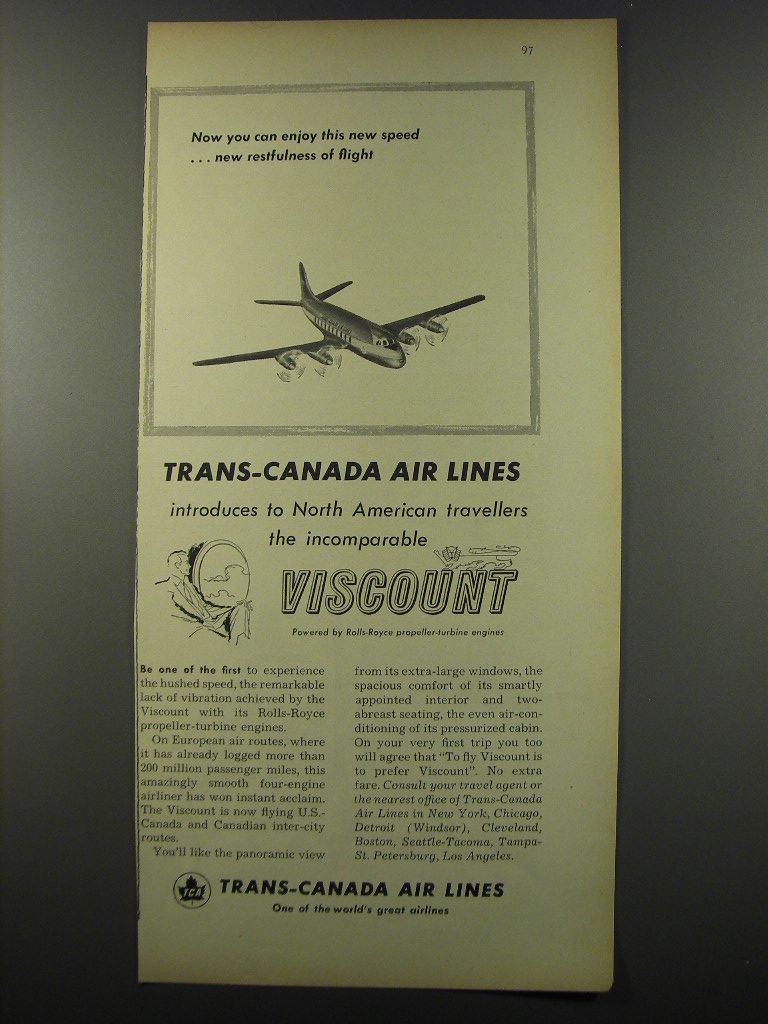 97
Now you can enjoy this new speed
. . . new restfulness of flight
TRANS-CANADA AIR LINES
introduces to North American travellers
the incomparable
VISCOUNT
Powered by Rolls-Royce propeller-turbine engines
Be one of the first to experience
the hushed speed, the remarkable
lack of vibration achieved by the
Viscount with its Rolls-Royce
propeller-turbine engines.
On European air routes, where
it has already logged more than
200 million passenger miles, this
amazingly smooth four-engine
airliner has won instant acclaim.
The Viscount is now flying U.S.-
Canada and Canadian inter-city
routes.
You'll like the panoramic view
from its extra-large windows, the
spacious comfort of its smartly
appointed interior and two-
abreast seating, the even air-con-
ditioning of its pressurized cabin.
On your very first trip you too
will agree that "To fly Viscount is
to prefer Viscount". No extra
fare. Consult your travel agent or
the nearest office of Trans-Canada
Air Lines in New York, Chicago,
Detroit (Windsor), Cleveland,
Boston, Seattle-Tacoma, Tampa-
St. Petersburg, Los Angeles.
TCA
TRANS-CANADA AIR LINES
One of the world's great airlines